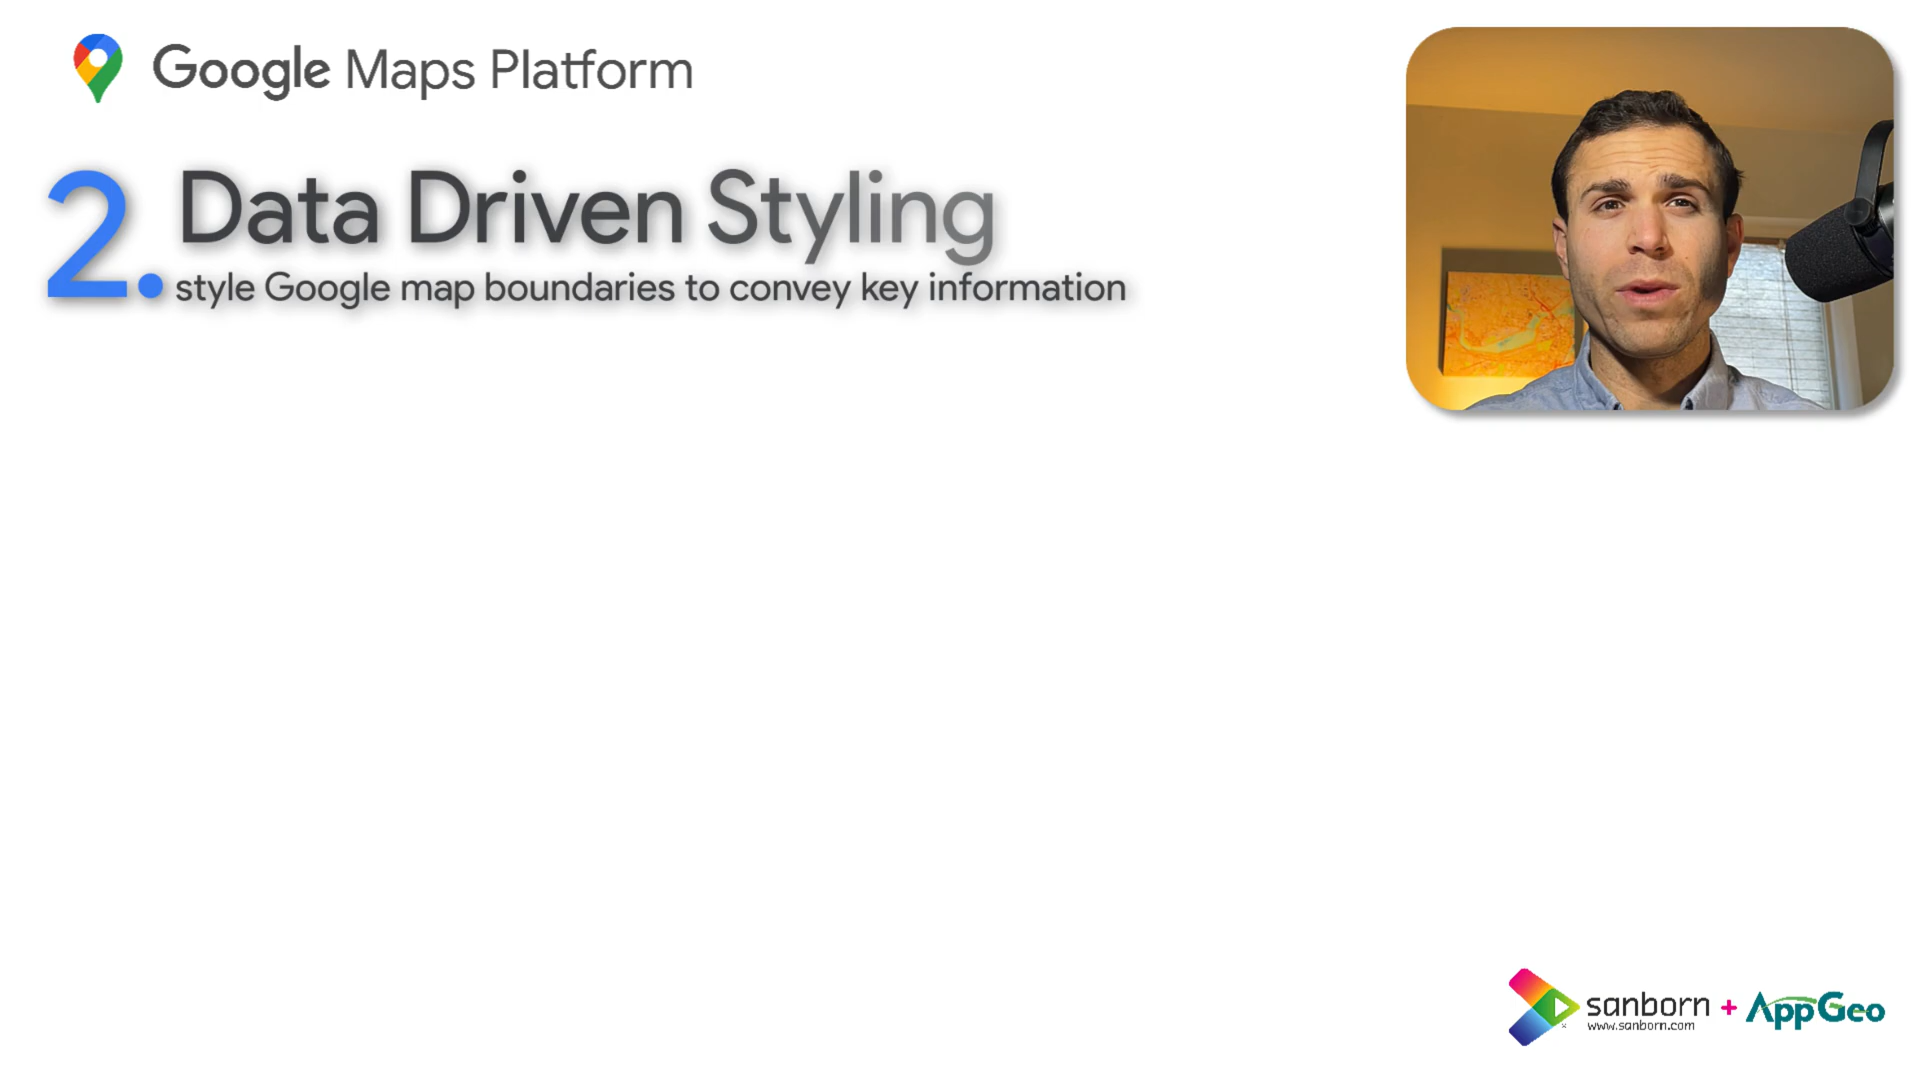 Google Maps Platform
2. Data Driven Styling
style Google map boundaries to convey key information
sanborn + AppGeo
www.sanborn.com